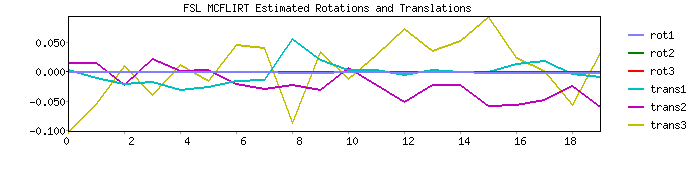 FSL MCFLIRT Estimated Rotations and Translations
0.050
0.000
-0.050
-0.100
0 2 4 6 8 10 12 14 16 18
rot1
rot2
rot3
trans1
trans2
trans3